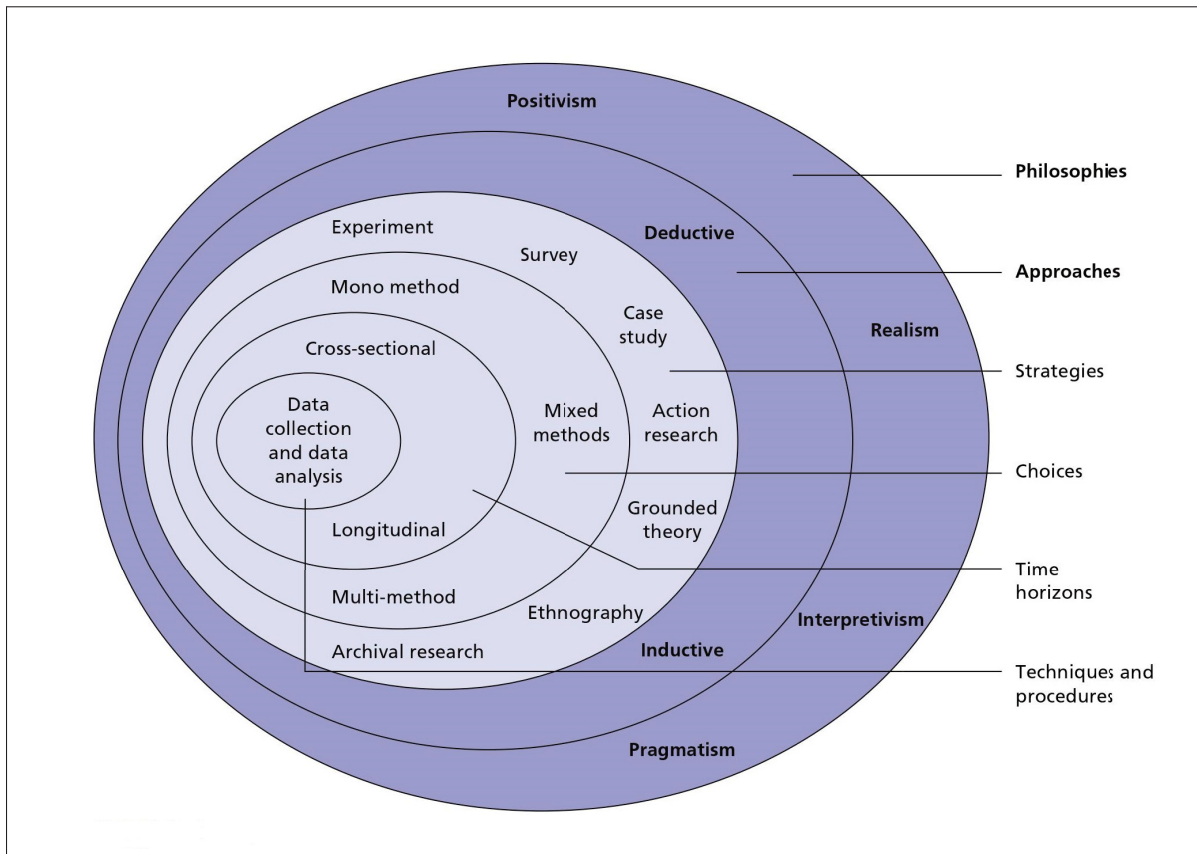 Positivism
Philosophies
Deductive
Approaches
Experiment
Survey
Mono method
Case
study
Realism
Cross-sectional
Strategies
Data
collection
and data
analysis
Mixed
methods
Action
research
Choices
Grounded
theory
Longitudinal
Time
horizons
Multi-method
Ethnography
Interpretivism
Archival research
Inductive
Techniques and
procedures
Pragmatism